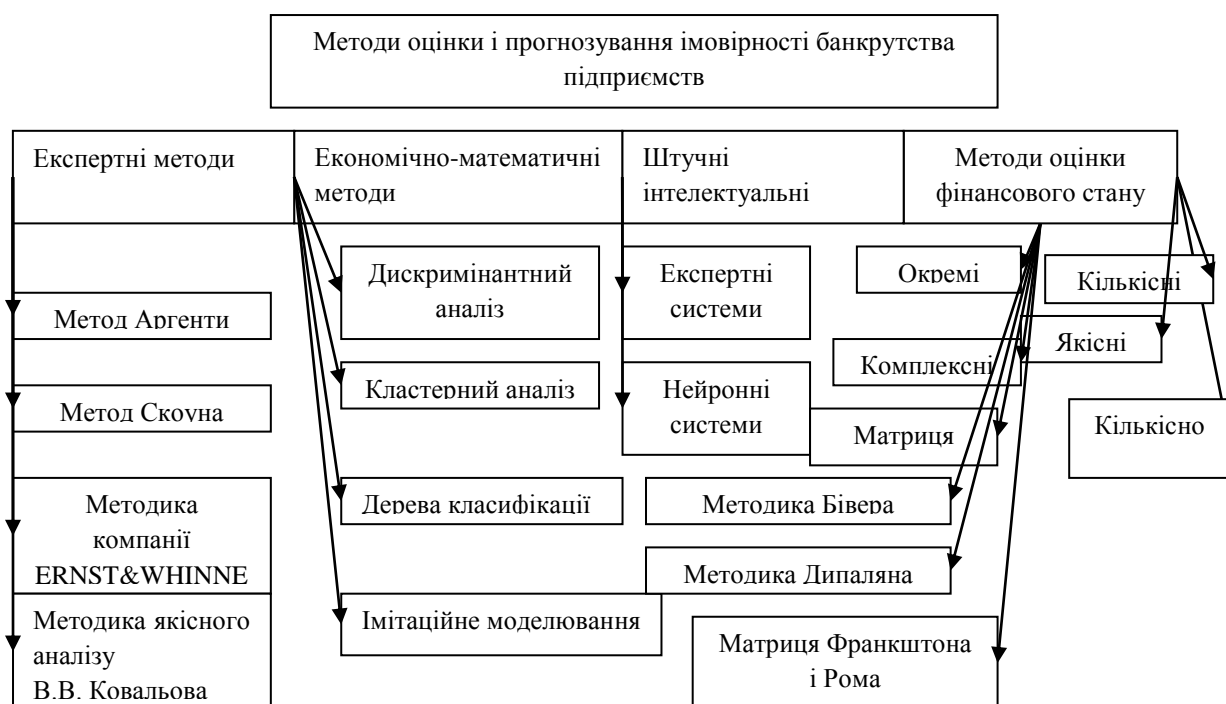 Методи оцінки і прогнозування імовірності банкрутства
підприємств
Експертні методи
Економічно-математичні
методи
Штучні
інтелектуальні
Методи оцінки
фінансового стану
Дискримінантний
аналіз
Експертні
системи
Окремі
Кількісні
Метод Аргенти
Якісні
Комплексні
Кластерний аналіз
Нейронні
системи
Метод Скоуна
Матриця
Кількісно
Методика
компанії
ERNST&WHINNE
Дерева класифікації
Методика Бівера
Методика Дипаляна
Методика якісного
аналізу
В.В. Ковальова
Імітаційне моделювання
Матриця Франкштона
і Рома